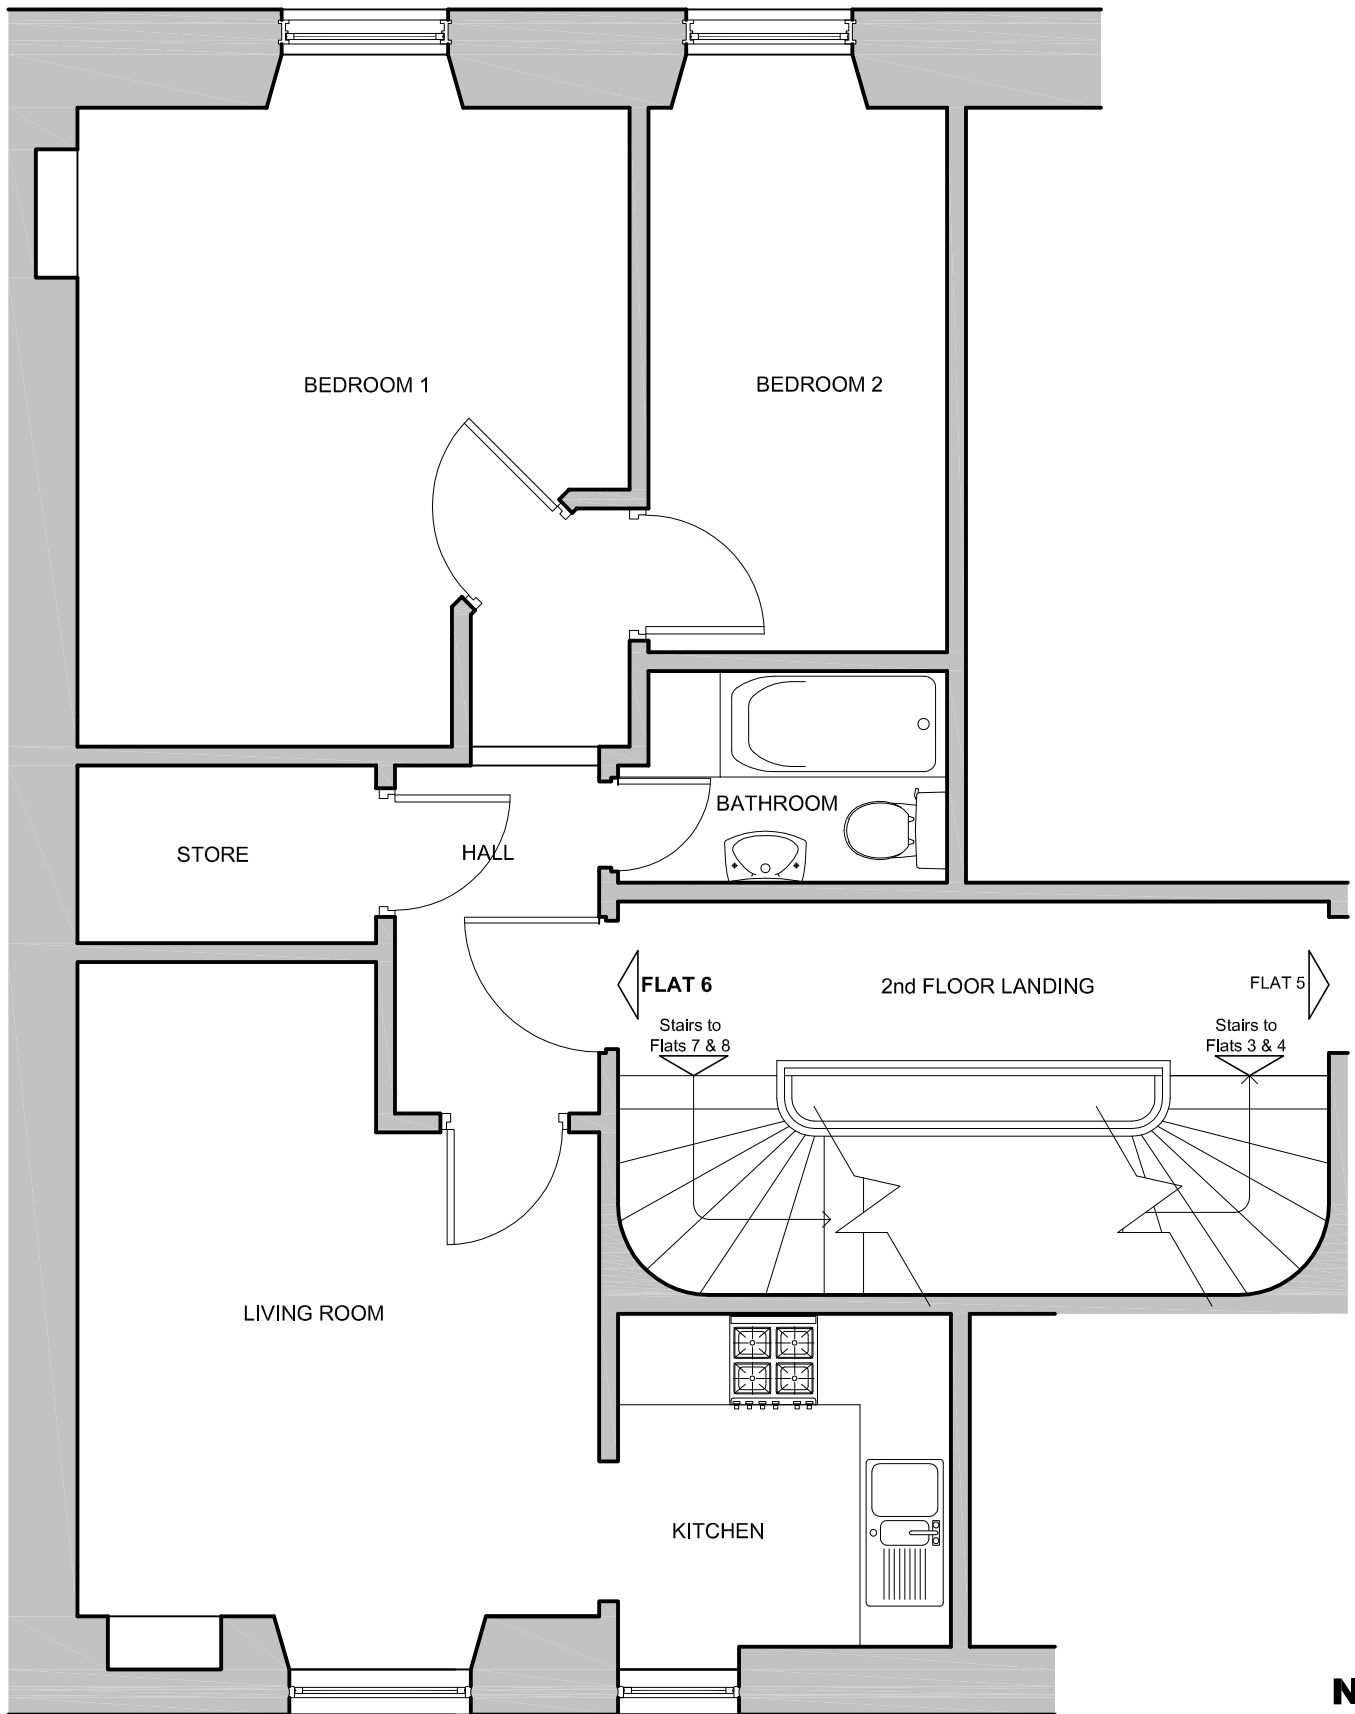 BEDROOM 1
BEDROOM 2
BATHROOM
STORE
HALL
FLAT 6
2nd FLOOR LANDING
FLAT 5
Stairs to
Flats 7 & 8
Stairs to
Flats 3 & 4
LIVING ROOM
KITCHEN
N